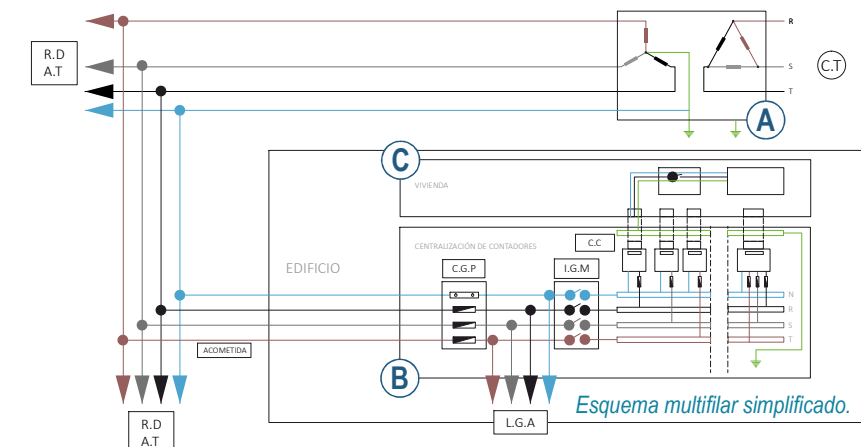 R
R.D
A.T
S
C.T
T
A
C
VIVIENDA
C.C
CENTRALIZACIÓN DE CONTADORES
EDIFICIO
C.G.P
I.G.M
N
R
S
T
ACOMETIDA
B
Esquema multifilar simplificado.
L.G.A
R.D
A.T